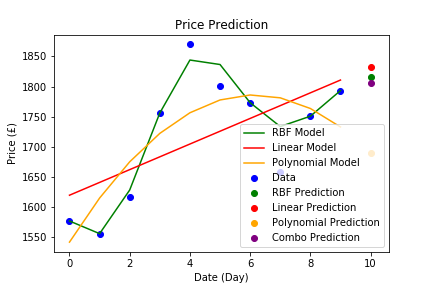 Price Prediction
Price (£)
1850
1800
1750
1700
1650
1600
1550
RBF Model
Linear Model
Polynomial Model
Data
RBF Prediction
Linear Prediction
Polynomial Prediction
Combo Prediction
0
2
4
6
8
10
Date (Day)